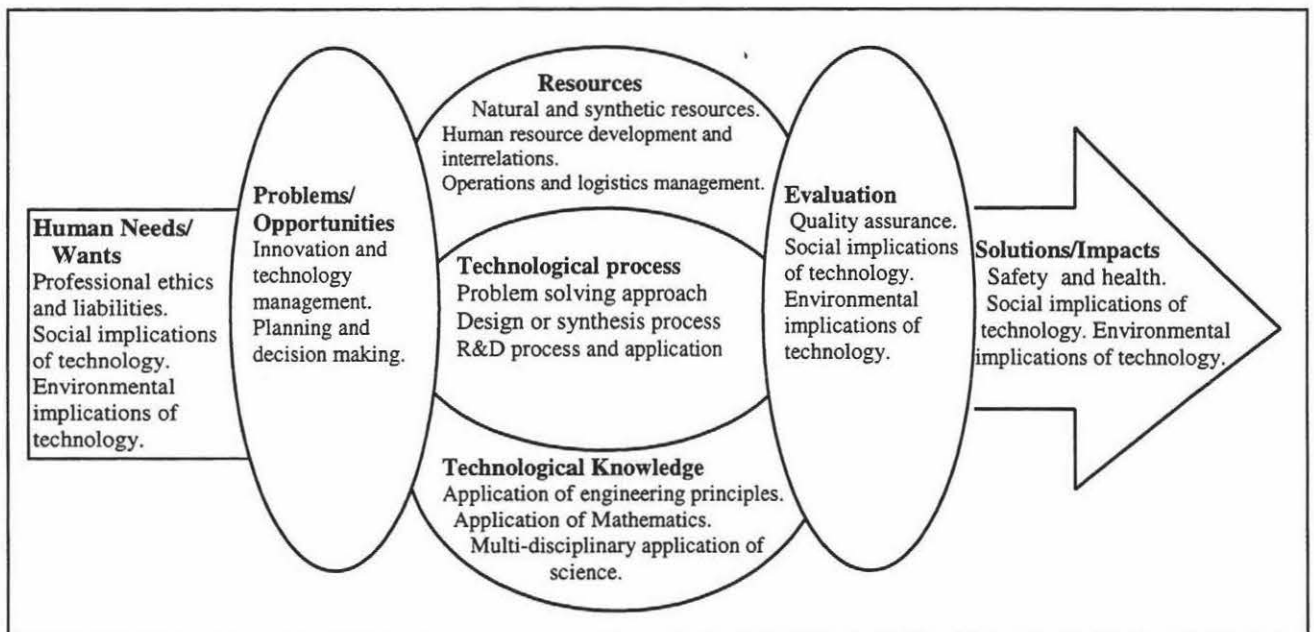 Human Needs/
Wants
Professional ethics
and liabilities.
Social implications
of technology.
Environmental
implications of
technology.
Problems/
Opportunities
Innovation and
technology
management.
Planning and
decision making.
Resources
Natural and synthetic resources.
Human resource development and
interrelations.
Operations and logistics management.
Technological process
Problem solving approach
Design or synthesis process
R&D process and application
Technological Knowledge
Application of engineering principles.
Application of Mathematics.
Multi-disciplinary application of
science.
Evaluation
Quality assurance.
Social implications
of technology.
Environmental
implications of
technology.
Solutions/Impacts
Safety and health.
Social implications of
technology. Environmental
implications of technology.